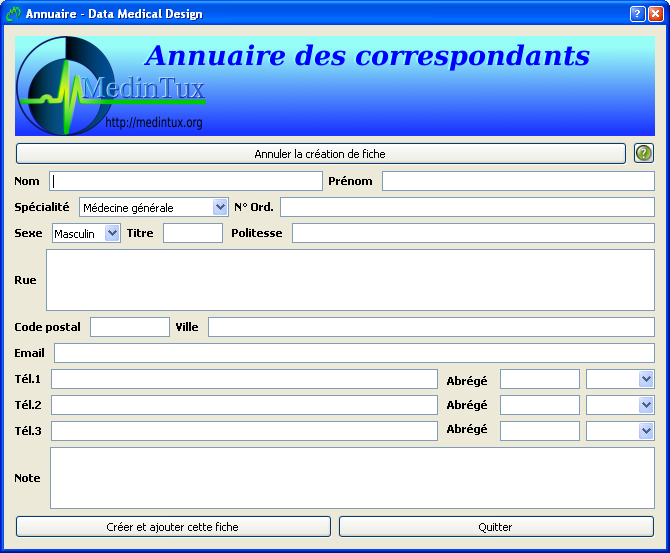 Annuaire - Data Medical Design
Annuaire des correspondants
MedinTux
http://medintux.org
Annuler la création de fiche
Nom Prénom
Spécialité Médecine générale N° Ord.
Sexe Masculin Titre Politesse
Rue
Code postal Ville
Email
Tél.1 Abrégé
Tél.2 Abrégé
Tél.3 Abrégé
Note
Créer et ajouter cette fiche Quitter